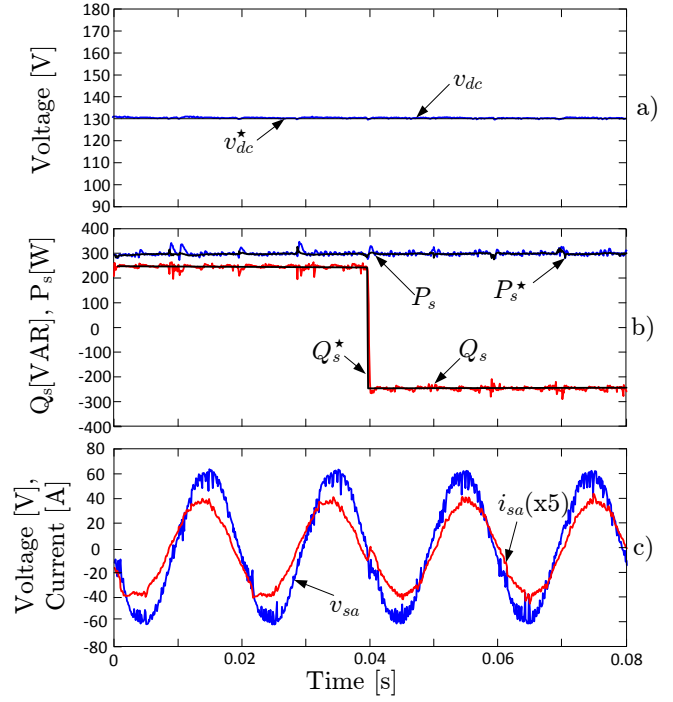 180
170
160
150
140
130
120
110
100
90
Voltage [V]
v_dc
v*_dc
a)
400
300
200
100
0
-100
-200
-300
-400
Q_s[VAR], P_s[W]
P_s
P_s*
Q_s*
Q_s
b)
80
60
40
20
0
-20
-40
-60
-80
Voltage [V],
Current [A]
i_sa(x5)
v_sa
c)
0
0.02
0.04
0.06
0.08
Time [s]